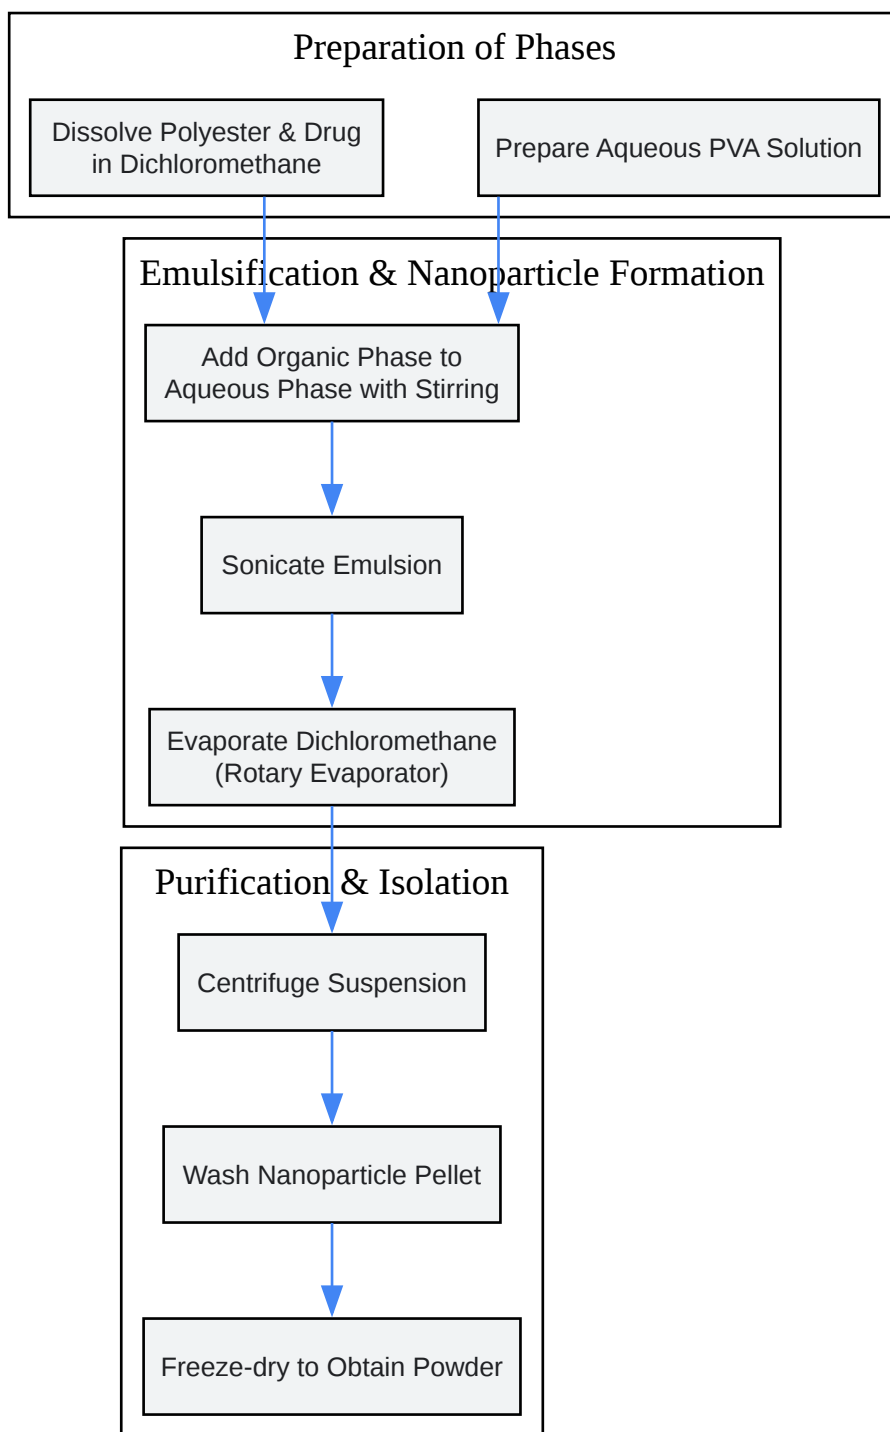 Preparation of Phases
Dissolve Polyester & Drug
in Dichloromethane
Prepare Aqueous PVA Solution
Emulsification & Nanoparticle Formation
Add Organic Phase to
Aqueous Phase with Stirring
Sonicate Emulsion
Evaporate Dichloromethane
(Rotary Evaporator)
Purification & Isolation
Centrifuge Suspension
Wash Nanoparticle Pellet
Freeze-dry to Obtain Powder